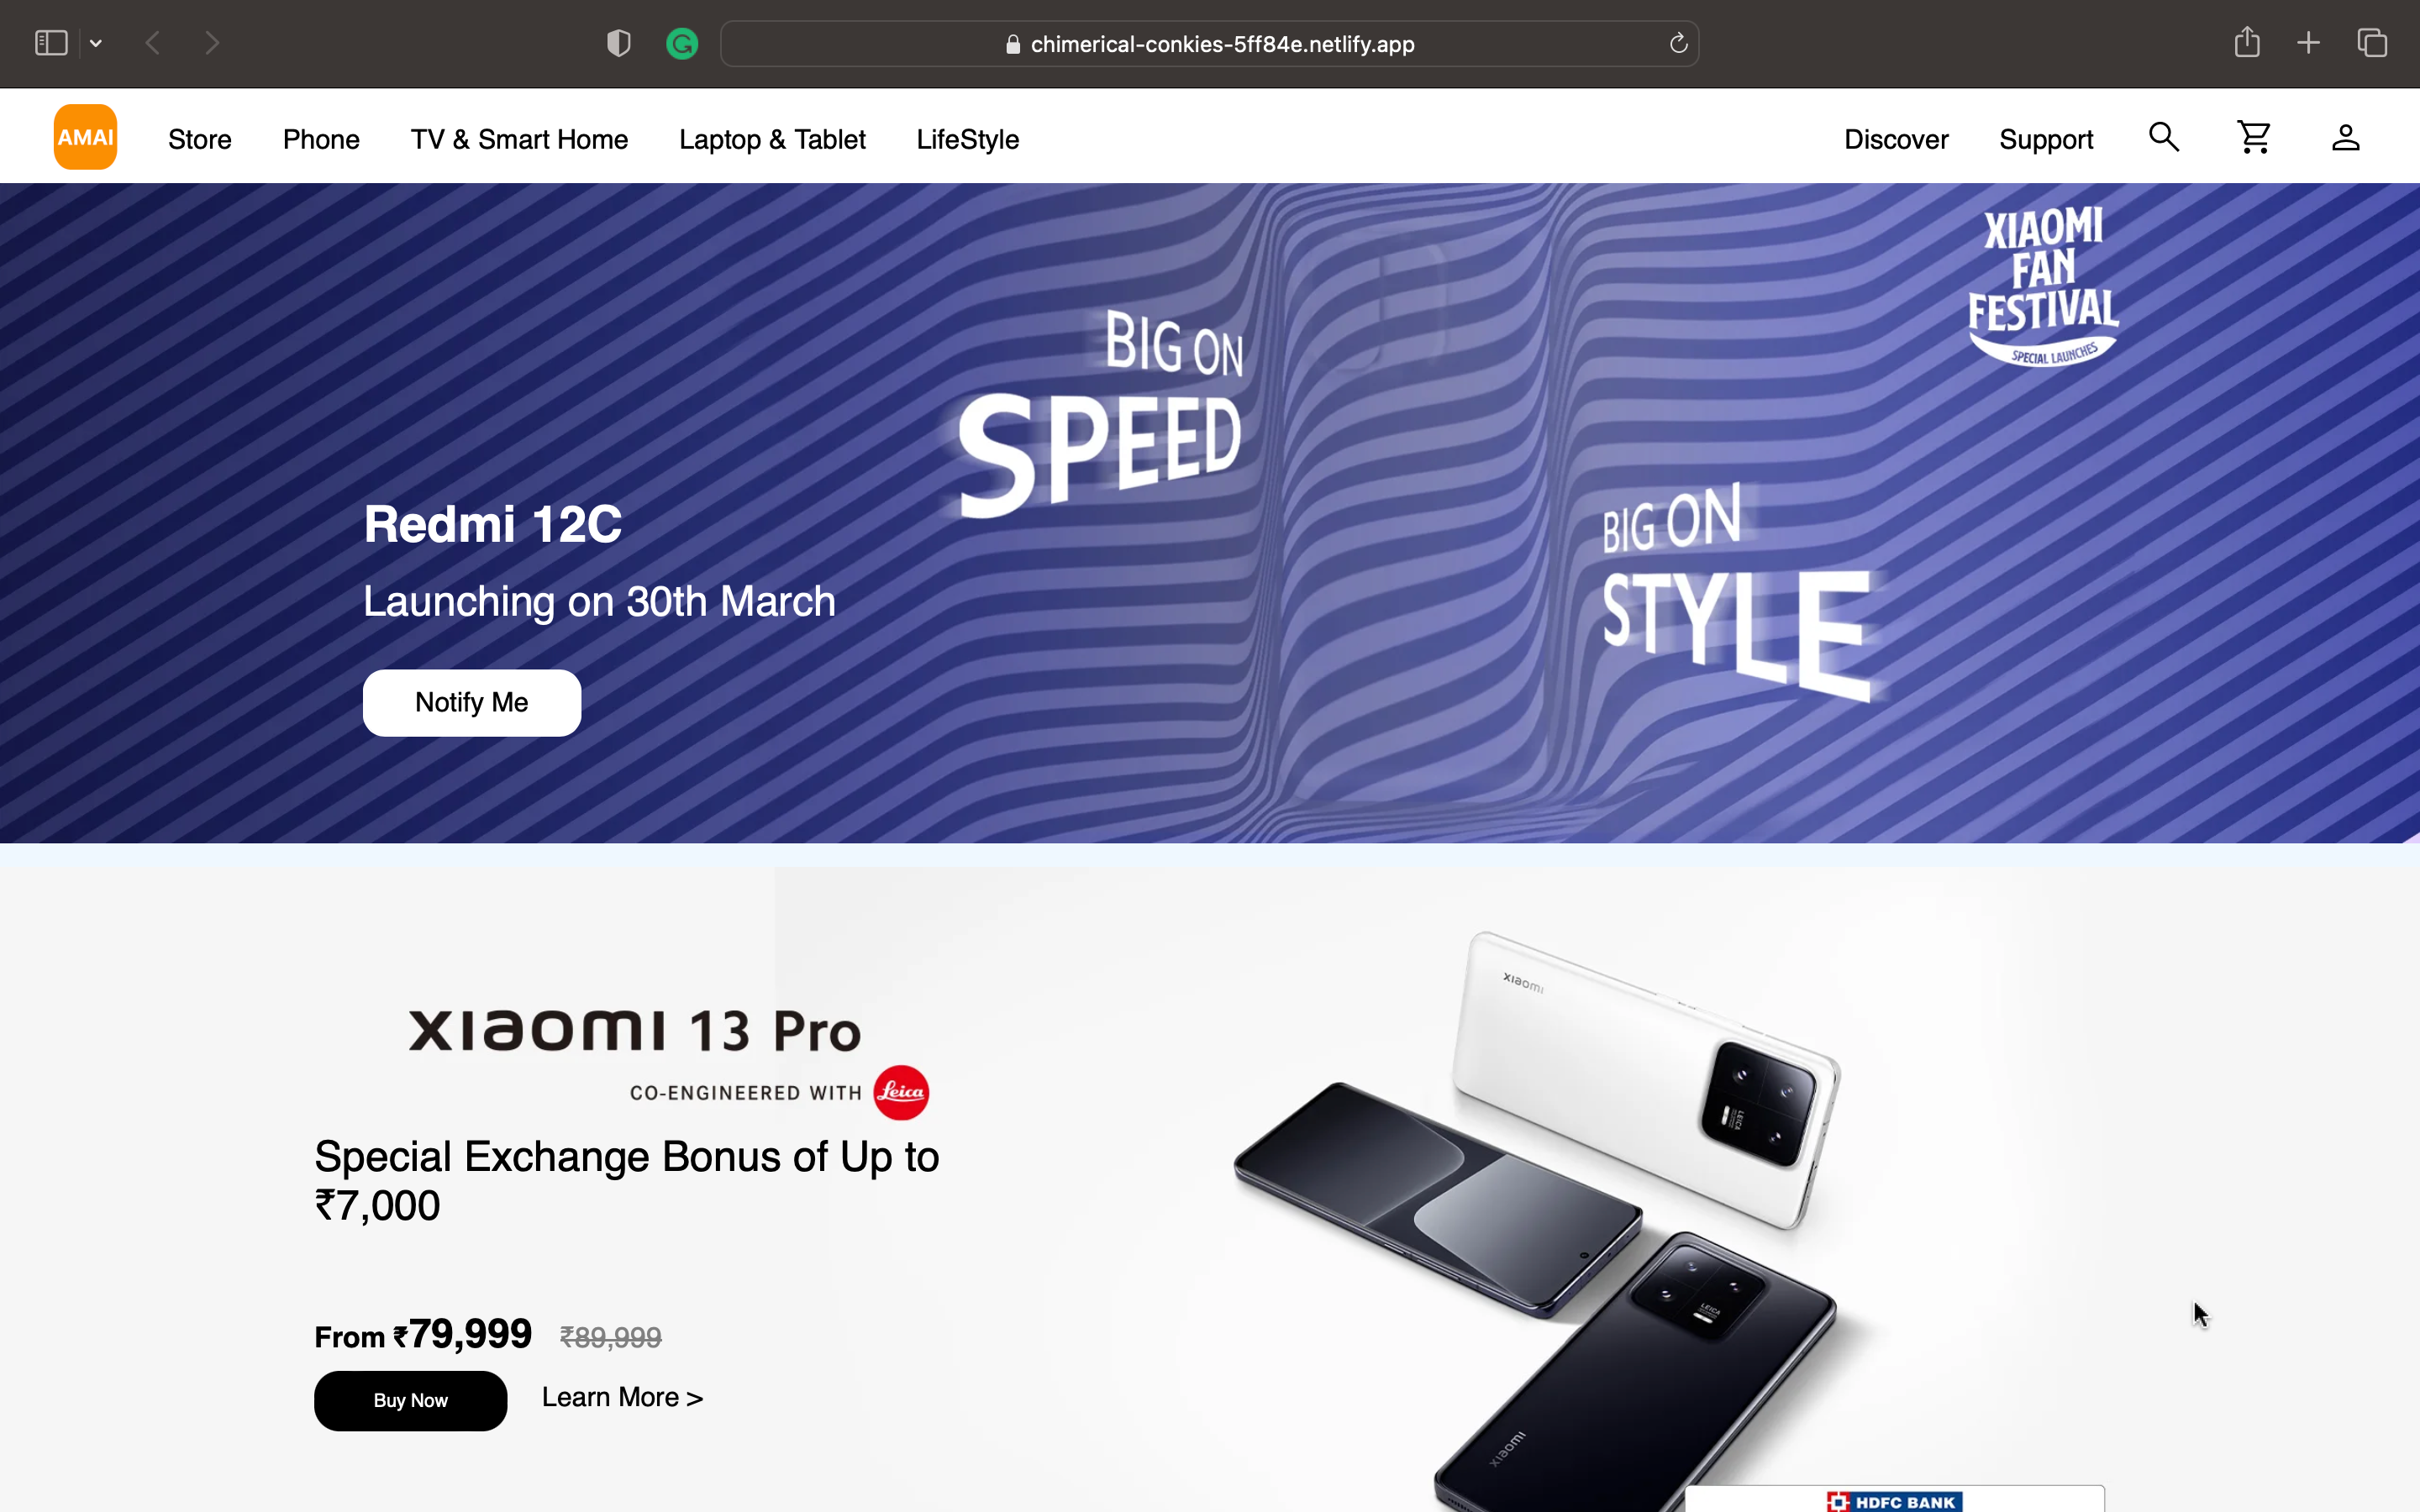 chimerical-conkies-5ff84e.netlify.app
AMAI
Store
Phone
TV & Smart Home
Laptop & Tablet
LifeStyle
Discover
Support
XIAOMI
FAN
FESTIVAL
SPECIAL LAUNCHES
BIG ON
SPEED
BIG ON
STYLE
Redmi 12C
Launching on 30th March
Notify Me
xiaomi 13 Pro
CO-ENGINEERED WITH Leica
Special Exchange Bonus of Up to
₹7,000
From ₹79,999 ₹89,999
Buy Now
Learn More >
xiaomi
LEICA
LEICA
xiaomi
HDFC BANK